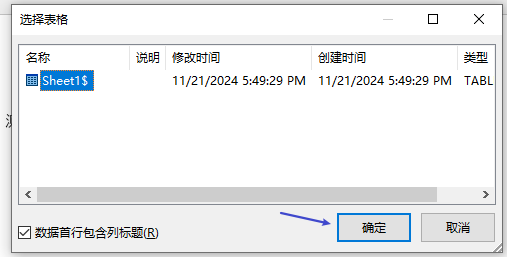 选择表格
名称 说明 修改时间 创建时间 类型
Sheet1$ 11/21/2024 5:49:29 PM 11/21/2024 5:49:29 PM TABL
数据首行包含列标题(R) 确定 取消